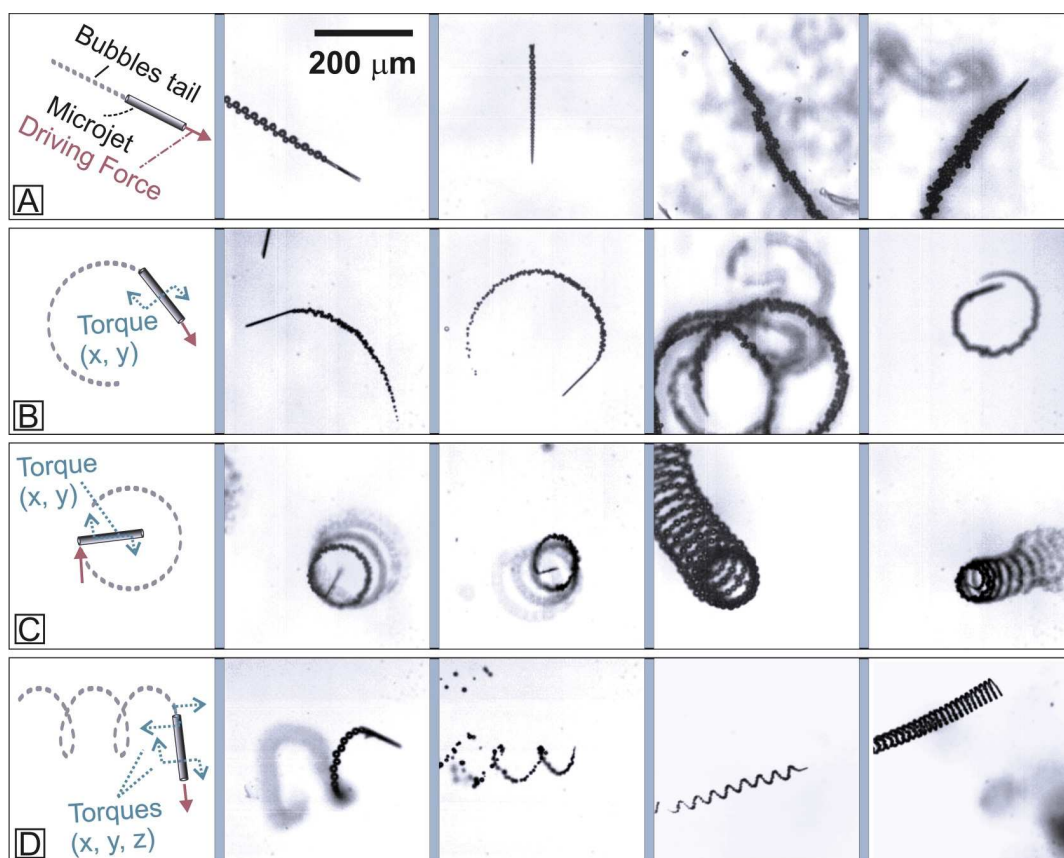 Bubbles tail
Microjet
Driving Force
200 μm
A
Torque
(x, y)
B
Torque
(x, y)
C
Torques
(x, y, z)
D